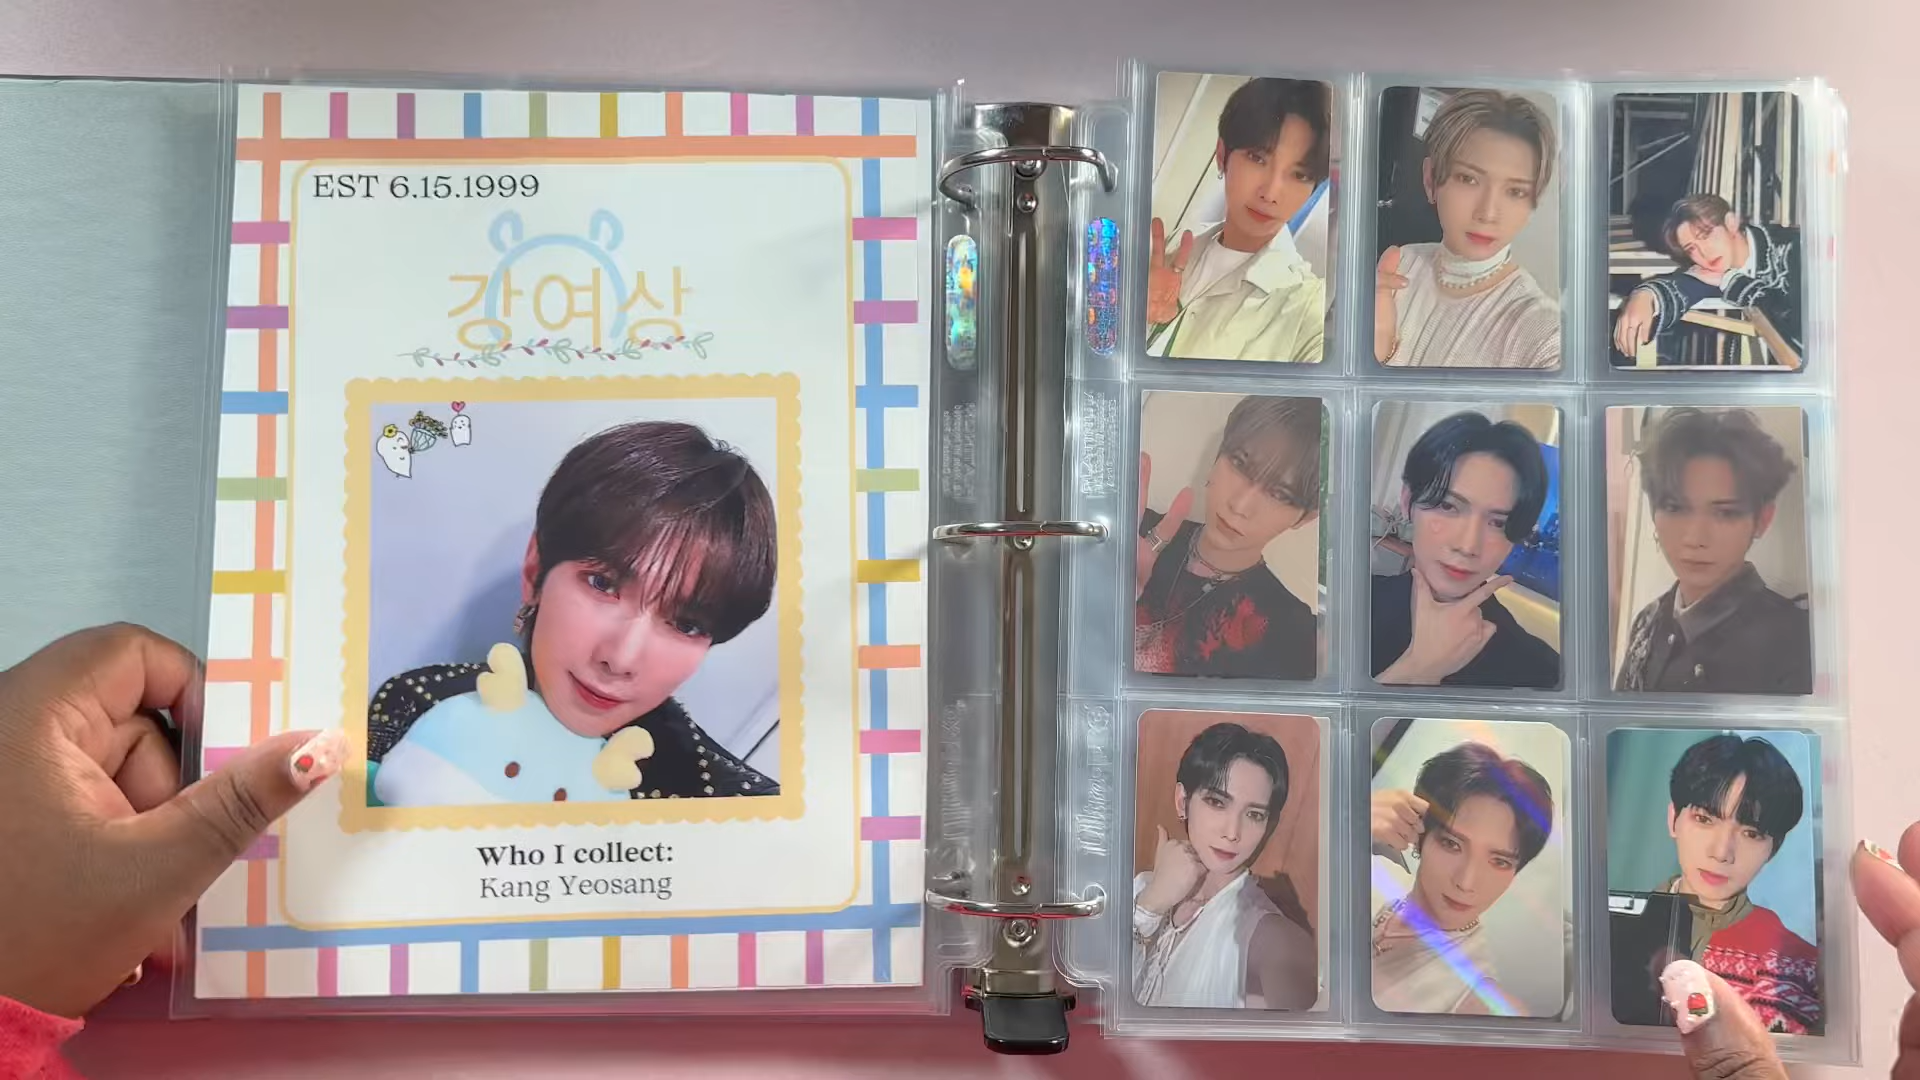 EST 6.15.1999
강여상
Who I collect:
Kang Yeosang